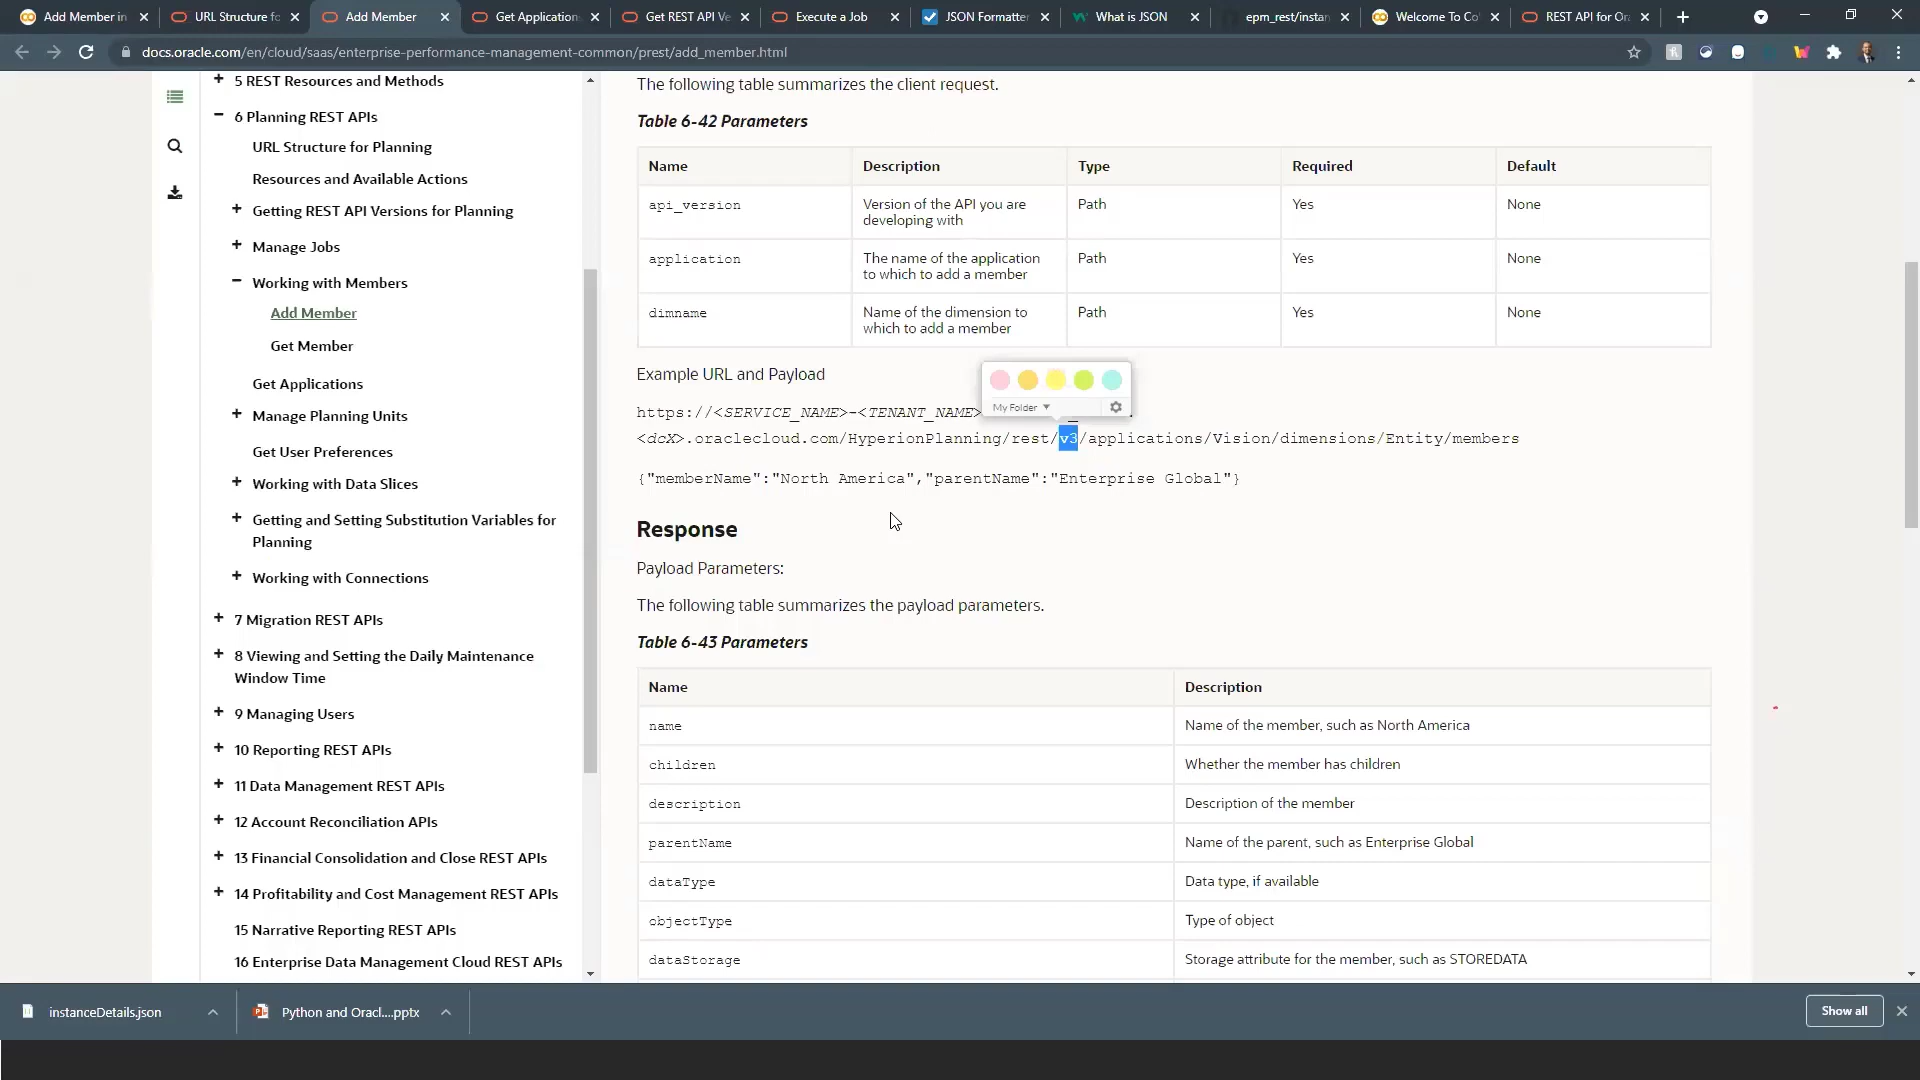 Add Member in
URL Structure fo
Add Member
Get Application
Get REST API Ve
Execute a Job
JSON Formatter
What is JSON
epm_rest/instan
Welcome To Co
REST API for Ora
docs.oracle.com/en/cloud/saas/enterprise-performance-management-common/prest/add_member.html
5 REST Resources and Methods
6 Planning REST APIs
URL Structure for Planning
Resources and Available Actions
Getting REST API Versions for Planning
Manage Jobs
Working with Members
Add Member
Get Member
Get Applications
Manage Planning Units
Get User Preferences
Working with Data Slices
Getting and Setting Substitution Variables for
Planning
Working with Connections
7 Migration REST APIs
8 Viewing and Setting the Daily Maintenance
Window Time
9 Managing Users
10 Reporting REST APIs
11 Data Management REST APIs
12 Account Reconciliation APIs
13 Financial Consolidation and Close REST APIs
14 Profitability and Cost Management REST APIs
15 Narrative Reporting REST APIs
16 Enterprise Data Management Cloud REST APIs
The following table summarizes the client request.
Table 6-42 Parameters
Name Description Type Required Default
api_version Version of the API you are Path Yes None
developing with
application The name of the application Path Yes None
to which to add a member
dimname Name of the dimension to Path Yes None
which to add a member
Example URL and Payload
My Folder
https://<SERVICE_NAME>-<TENANT_NAME>
<dcX>.oraclecloud.com/HyperionPlanning/rest/v3/applications/Vision/dimensions/Entity/members
{"memberName":"North America","parentName":"Enterprise Global"}
Response
Payload Parameters:
The following table summarizes the payload parameters.
Table 6-43 Parameters
Name Description
name Name of the member, such as North America
children Whether the member has children
description Description of the member
parentName Name of the parent, such as Enterprise Global
dataType Data type, if available
objectType Type of object
dataStorage Storage attribute for the member, such as STOREDATA
instanceDetails.json
Python and Oracl....pptx
Show all